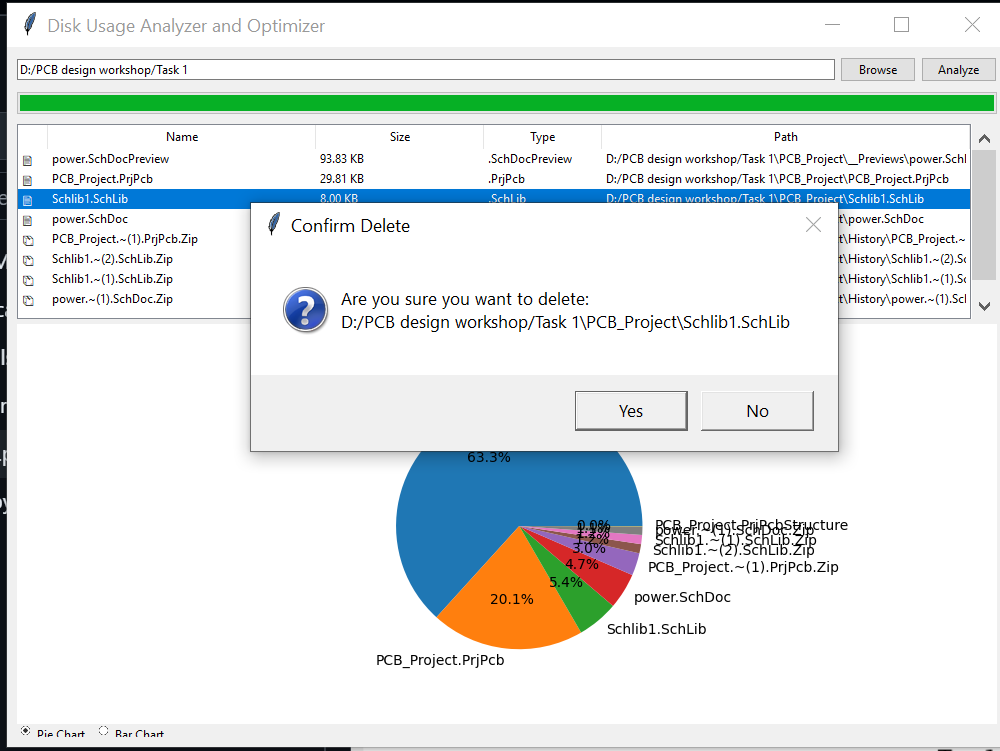 Disk Usage Analyzer and Optimizer
D:/PCB design workshop/Task 1 Browse Analyze
Name Size Type Path
power.SchDocPreview 93.83 KB .SchDocPreview D:/PCB design workshop/Task 1\PCB_Project\__Previews\power.Schl
PCB_Project.PrjPcb 29.81 KB .PrjPcb D:/PCB design workshop/Task 1\PCB_Project\PCB_Project.PrjPcb
Schlib1.SchLib 8.00 KB .SchLib D:/PCB design workshop/Task 1\PCB_Project\Schlib1.SchLib
power.SchDoc t\power.SchDoc
PCB_Project.~(1).PrjPcb.Zip t\History\PCB_Project.~
Schlib1.~(2).SchLib.Zip t\History\Schlib1.~(2).Sc
Schlib1.~(1).SchLib.Zip t\History\Schlib1.~(1).Sc
power.~(1).SchDoc.Zip t\History\power.~(1).Scl
Confirm Delete
Are you sure you want to delete:
D:/PCB design workshop/Task 1\PCB_Project\Schlib1.SchLib
Yes No
63.3%
0.0% PCB_Project.PrjPcbStructure
1.1% power.~(1).SchDoc.Zip
Schlib1.~(1).SchLib.Zip
1.2% Schlib1.~(2).SchLib.Zip
3.0% PCB_Project.~(1).PrjPcb.Zip
4.7% power.SchDoc
5.4% Schlib1.SchLib
20.1% PCB_Project.PrjPcb
Pie Chart Bar Chart